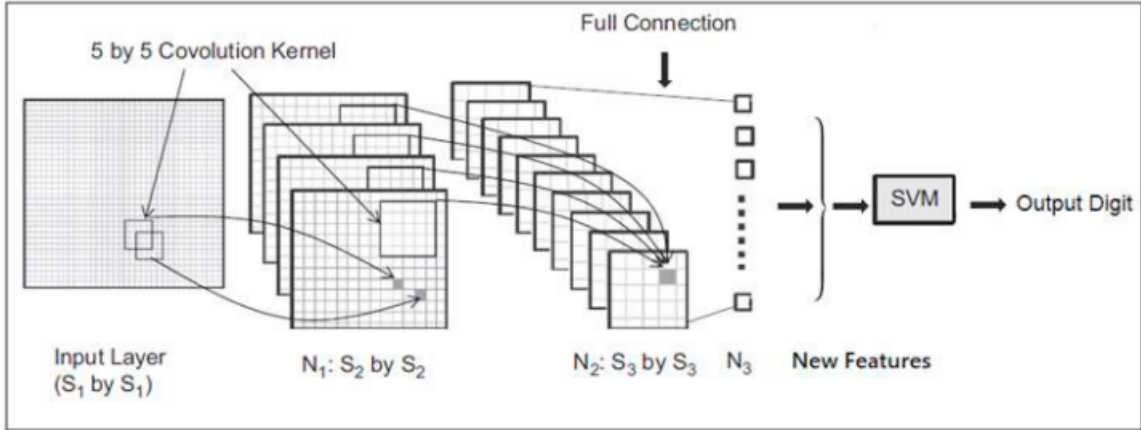 Full Connection
5 by 5 Covolution Kernel
SVM
Output Digit
Input Layer
(S₁ by S₁)
N₁: S₂ by S₂
N₂: S₃ by S₃
N₃
New Features